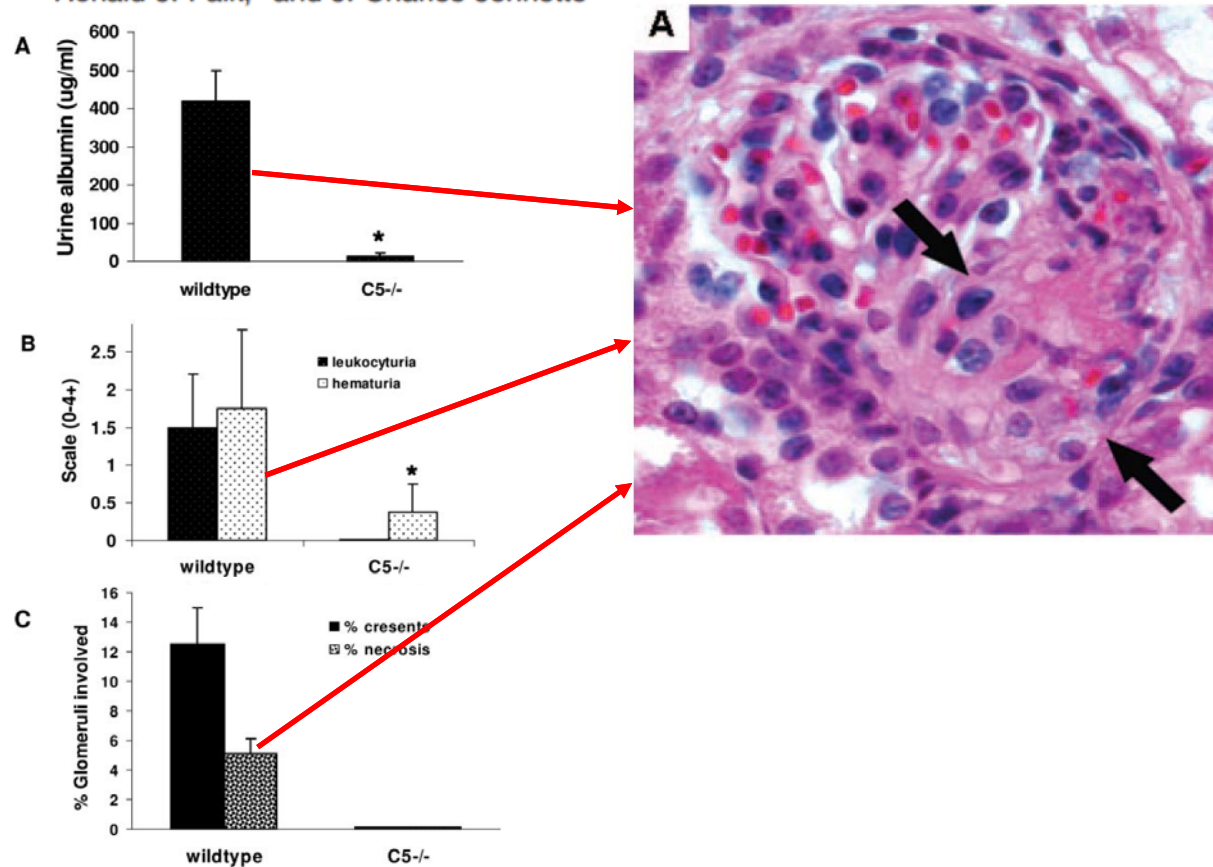 A
600
500
400
300
200
100
0
Urine albumin (ug/ml)
*
wildtype C5-/-
B
2.5
2
1.5
1
0.5
0
Scale (0-4+)
leukocyturia
hematuria
*
wildtype C5-/-
C
16
14
12
10
8
6
4
2
0
% Glomeruli involved
% cresents
% necrosis
wildtype C5-/-
A